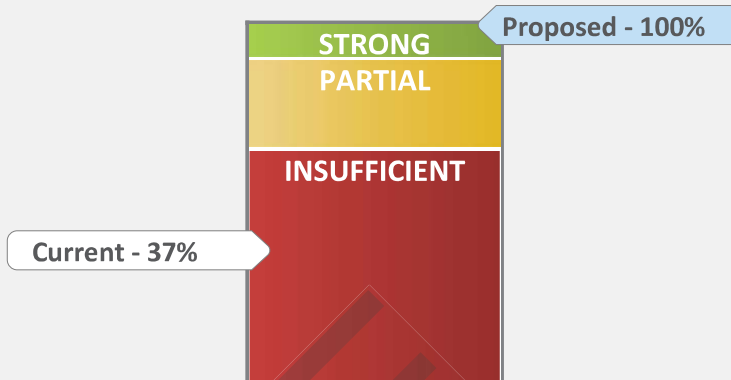 STRONG
Proposed - 100%
PARTIAL
INSUFFICIENT
Current - 37%